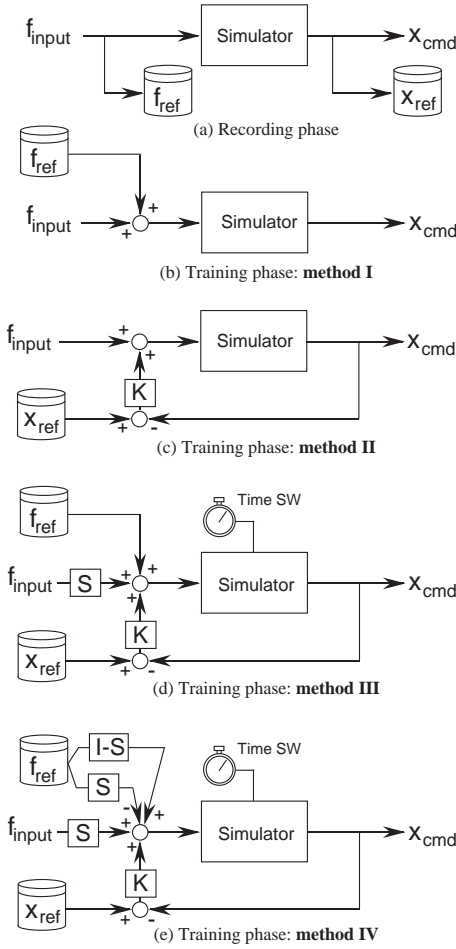 f_input Simulator x_cmd
f_ref x_ref
(a) Recording phase
f_ref
+
f_input + Simulator x_cmd
(b) Training phase: method I
f_input + + Simulator x_cmd
K
x_ref + -
(c) Training phase: method II
Time SW
f_ref
+
f_input S + + Simulator x_cmd
K
x_ref + -
(d) Training phase: method III
I-S Time SW
f_ref
S
- +
f_input S + + Simulator x_cmd
K
x_ref + -
(e) Training phase: method IV